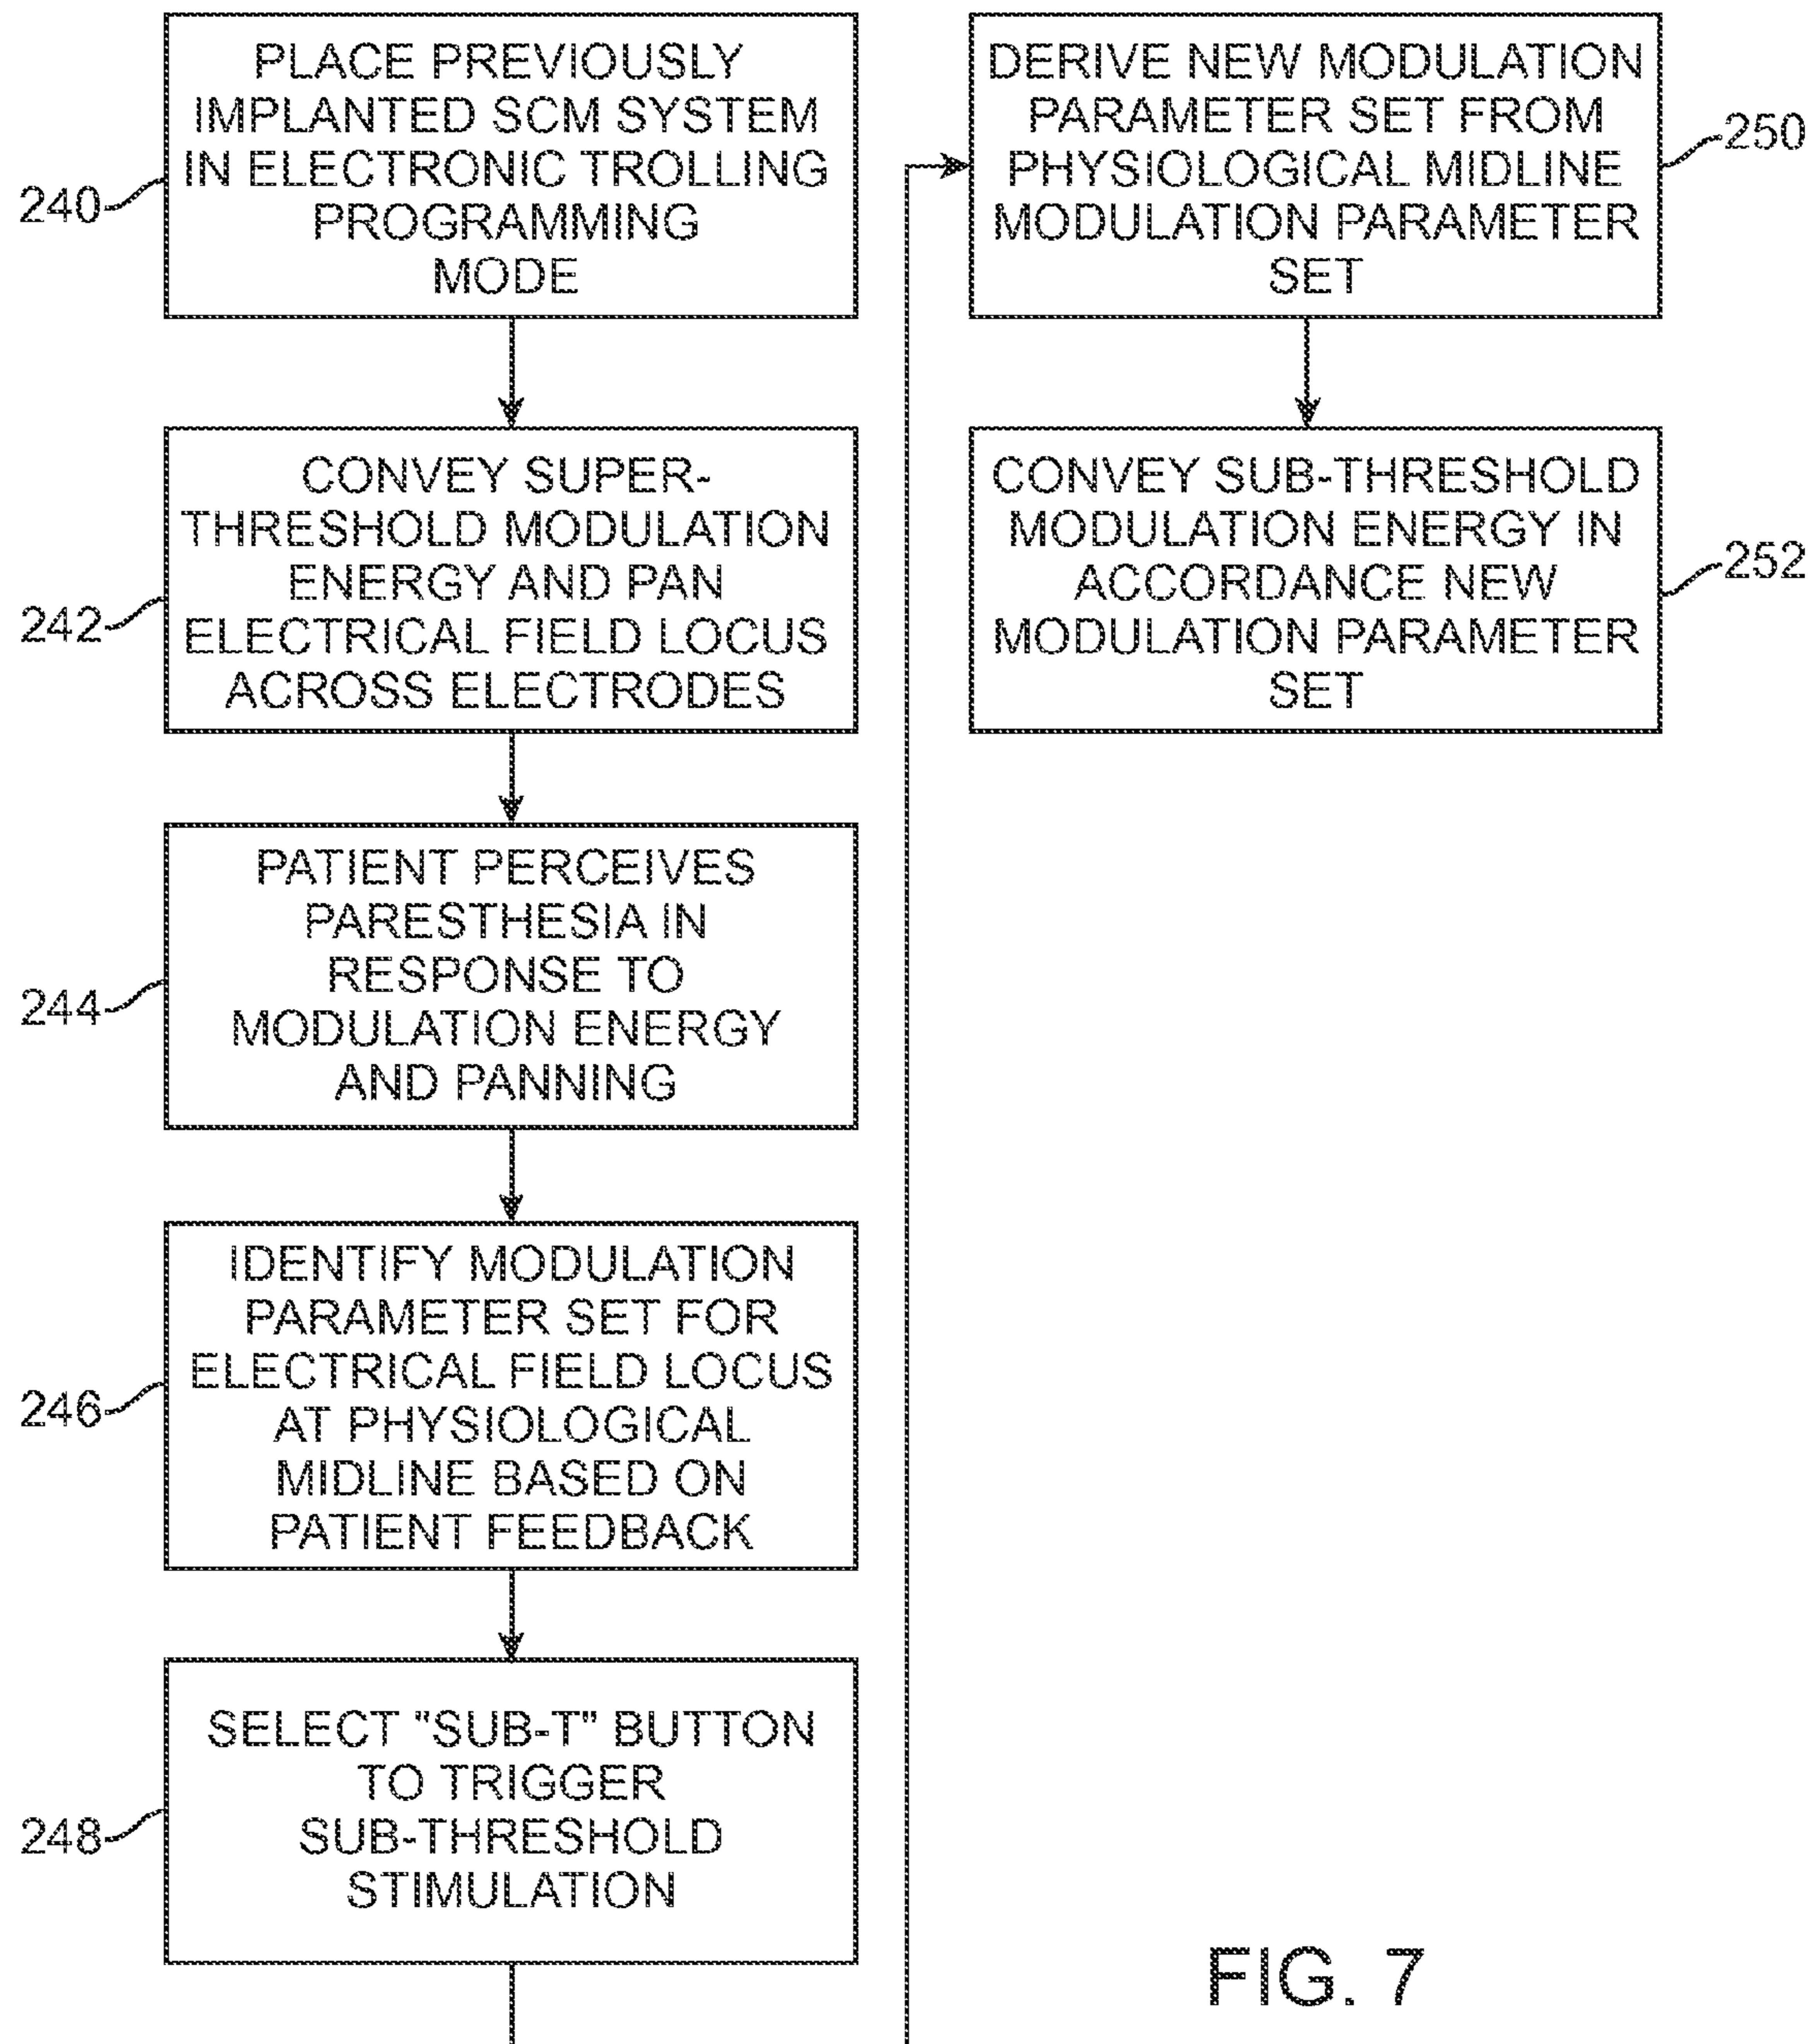 PLACE PREVIOUSLY
IMPLANTED SCM SYSTEM
IN ELECTRONIC TROLLING
PROGRAMMING
MODE
240
CONVEY SUPER-
THRESHOLD MODULATION
ENERGY AND PAN
ELECTRICAL FIELD LOCUS
ACROSS ELECTRODES
242
PATIENT PERCEIVES
PARESTHESIA IN
RESPONSE TO
MODULATION ENERGY
AND PANNING
244
IDENTIFY MODULATION
PARAMETER SET FOR
ELECTRICAL FIELD LOCUS
AT PHYSIOLOGICAL
MIDLINE BASED ON
PATIENT FEEDBACK
246
SELECT "SUB-T" BUTTON
TO TRIGGER
SUB-THRESHOLD
STIMULATION
248
DERIVE NEW MODULATION
PARAMETER SET FROM
PHYSIOLOGICAL MIDLINE
MODULATION PARAMETER
SET
250
CONVEY SUB-THRESHOLD
MODULATION ENERGY IN
ACCORDANCE NEW
MODULATION PARAMETER
SET
252
FIG. 7